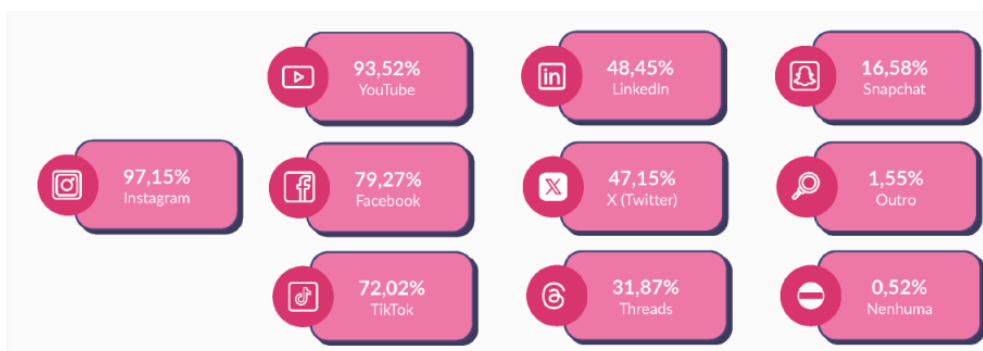 97,15%
Instagram
93,52%
YouTube
79,27%
Facebook
72,02%
TikTok
48,45%
LinkedIn
47,15%
X (Twitter)
31,87%
Threads
16,58%
Snapchat
1,55%
Outro
0,52%
Nenhuma